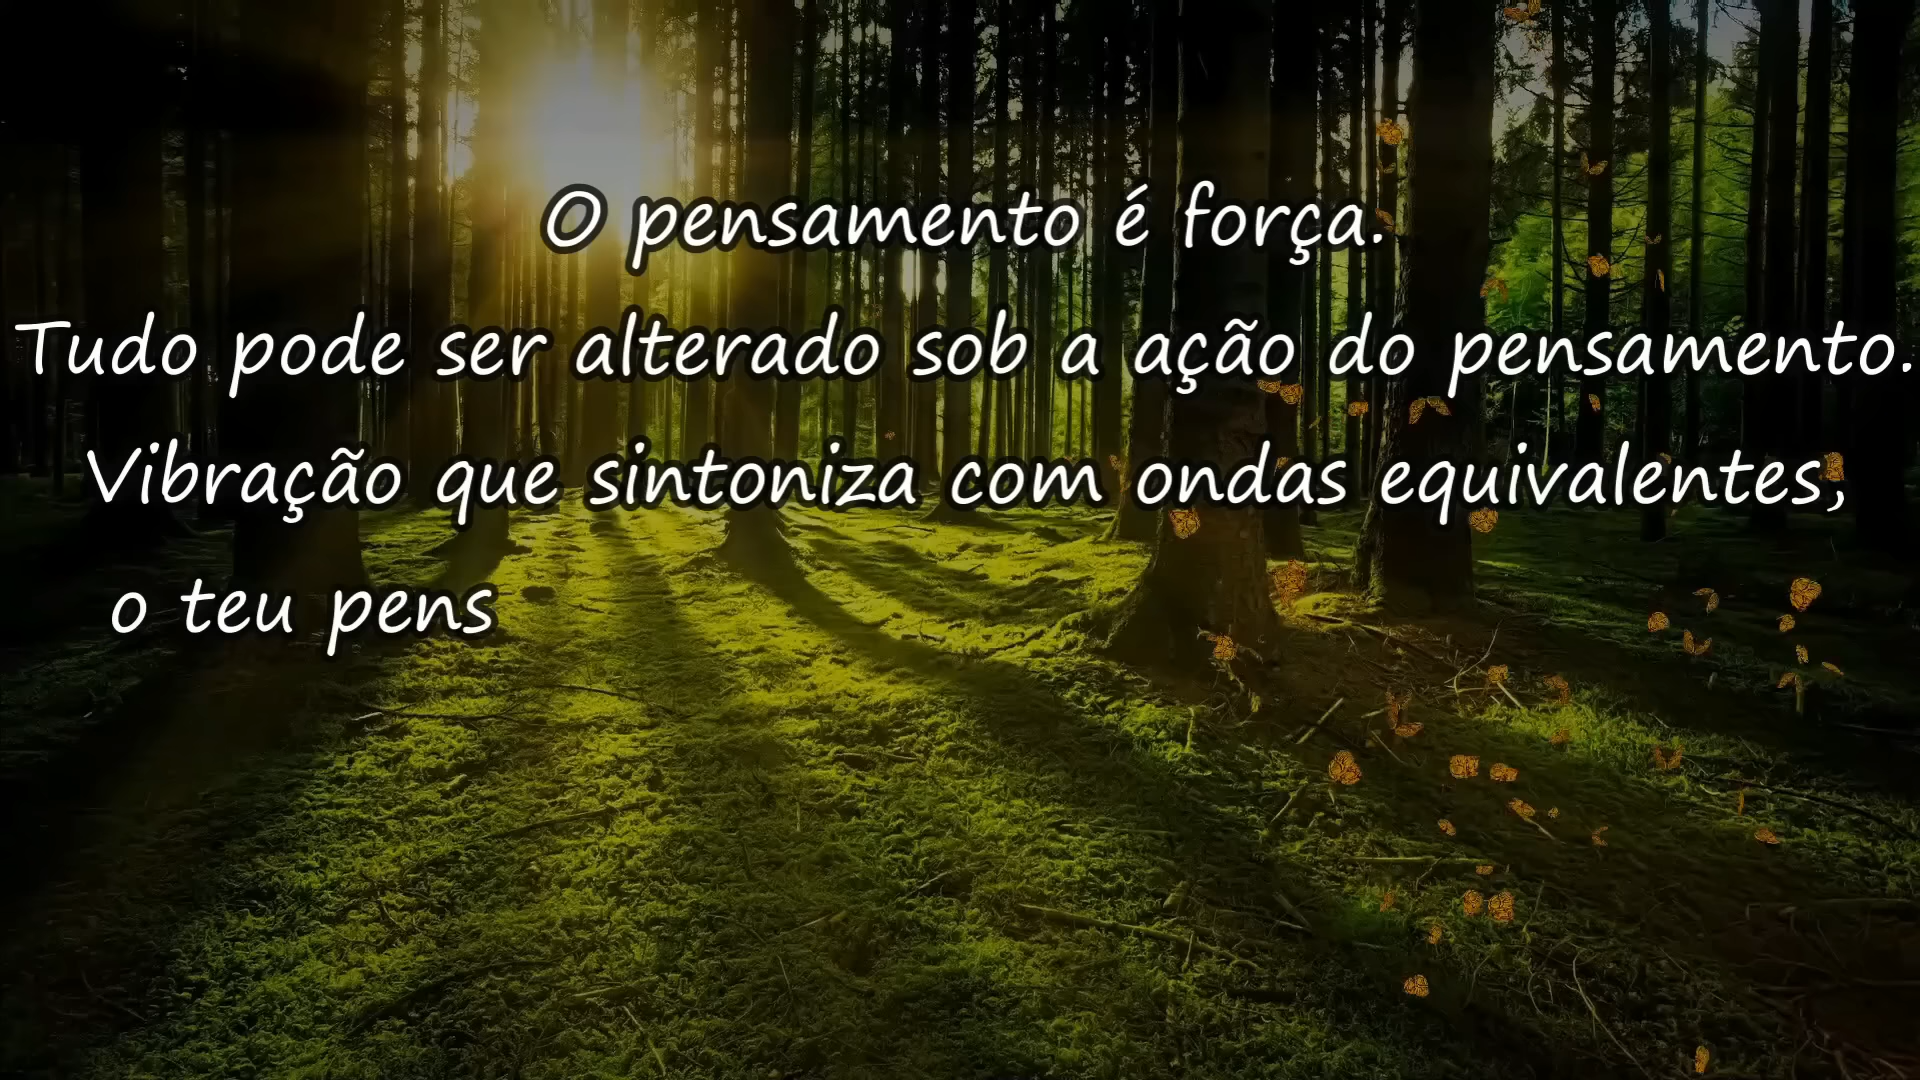 O pensamento é força.
Tudo pode ser alterado sob a ação do pensamento.
Vibração que sintoniza com ondas equivalentes,
o teu pens